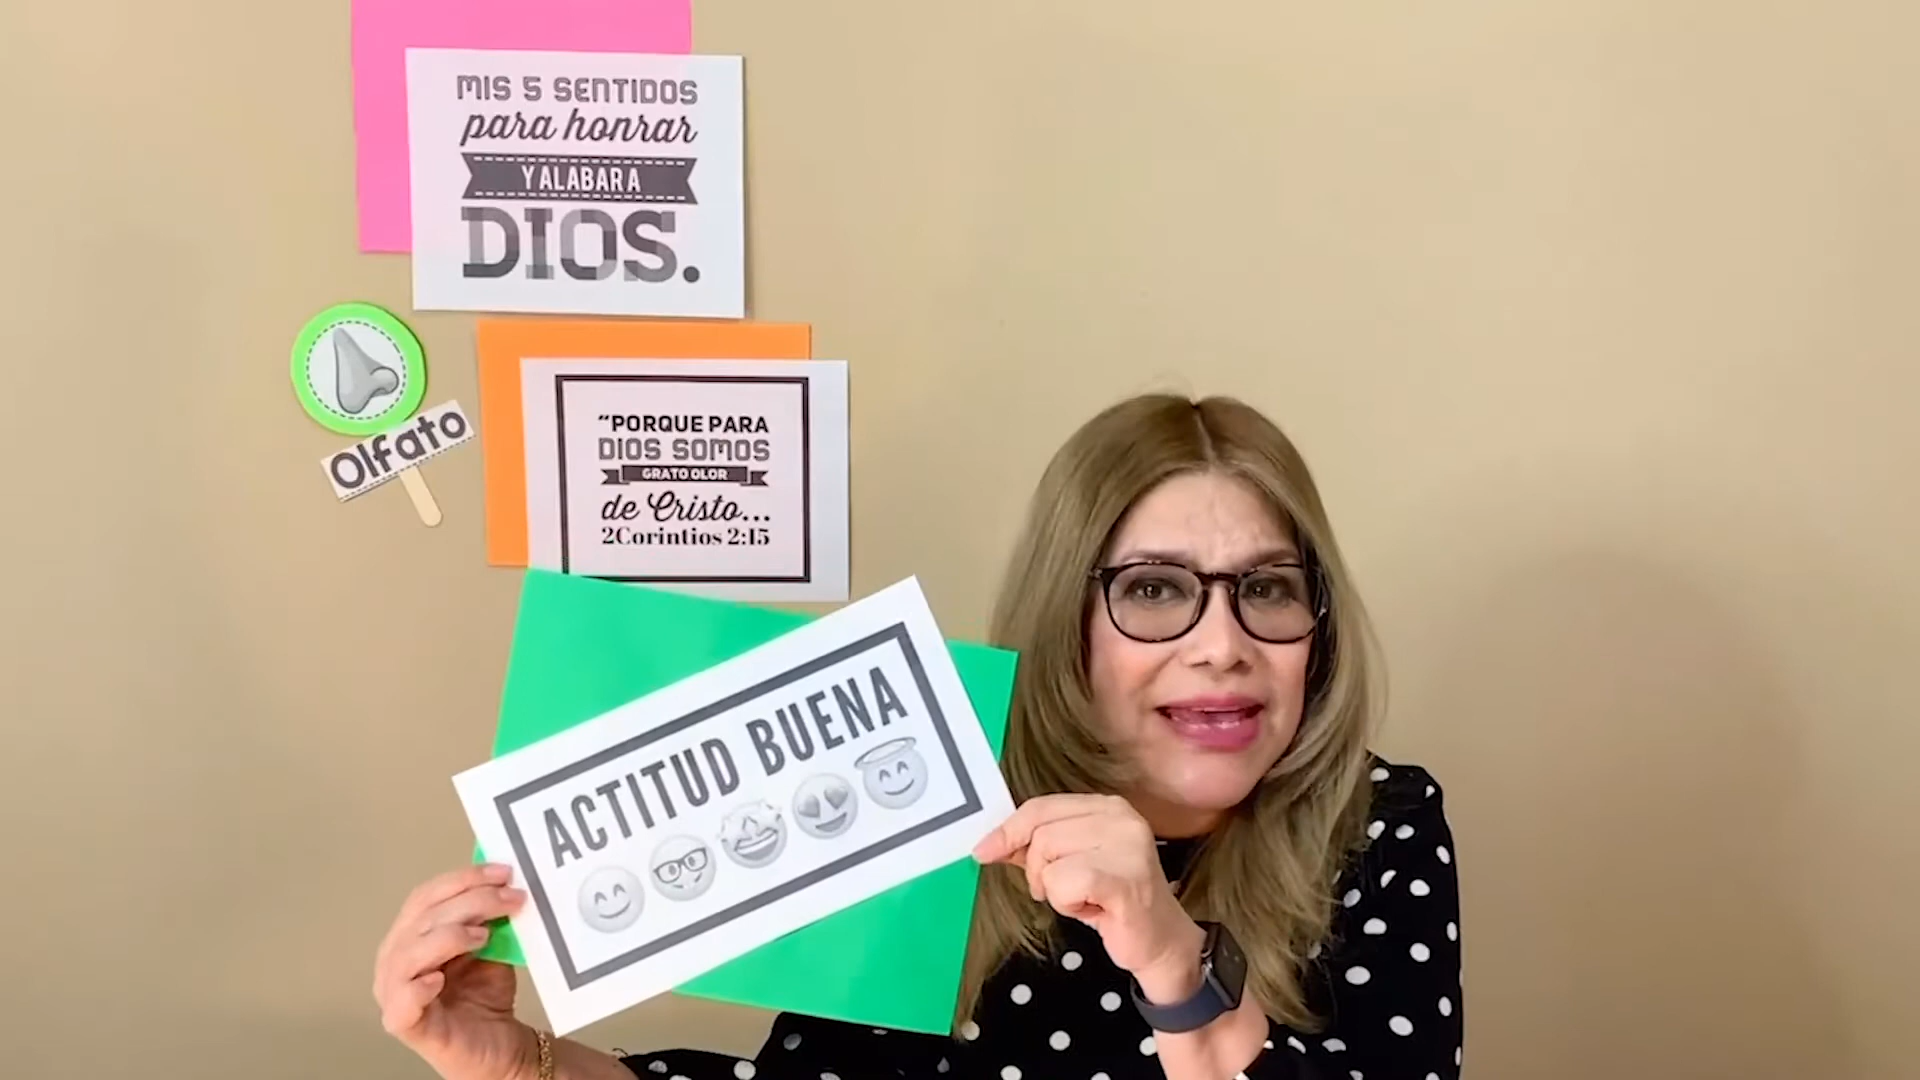 MIS 5 SENTIDOS
para honrar
Y ALABAR A
DIOS.
Olfato
"PORQUE PARA
DIOS SOMOS
GRATO OLOR
de Cristo...
2Corintios 2:15
ACTITUD BUENA